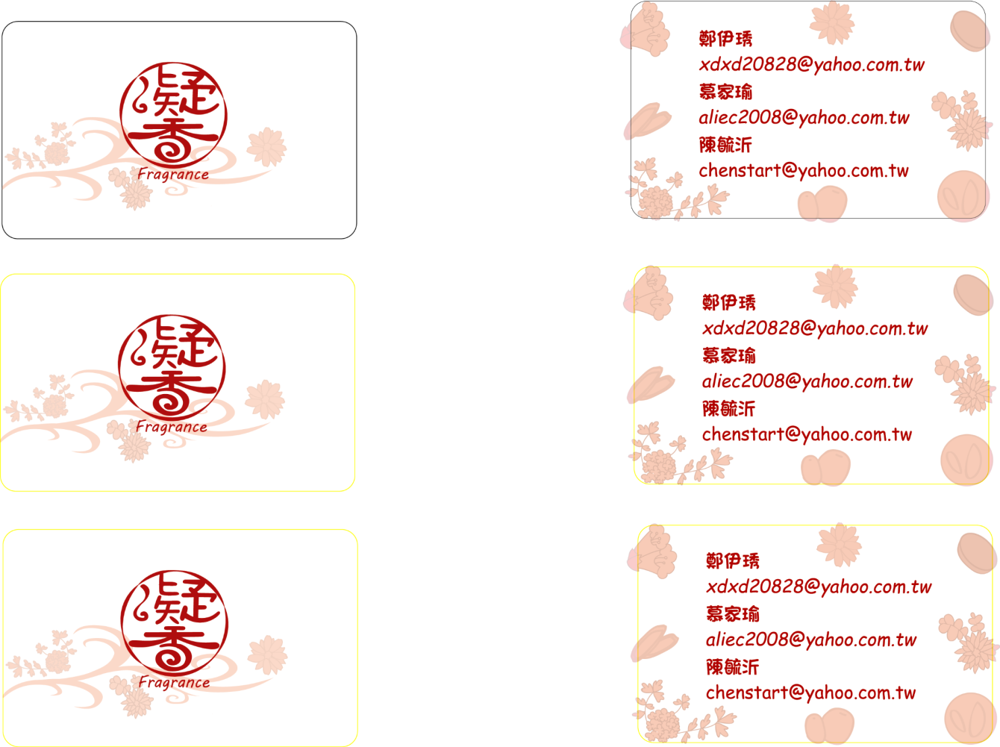 凝香
Fragrance
鄭伊琇
xdxd20828@yahoo.com.tw
慕家瑜
aliec2008@yahoo.com.tw
陳毓沂
chenstart@yahoo.com.tw
凝香
Fragrance
鄭伊琇
xdxd20828@yahoo.com.tw
慕家瑜
aliec2008@yahoo.com.tw
陳毓沂
chenstart@yahoo.com.tw
凝香
Fragrance
鄭伊琇
xdxd20828@yahoo.com.tw
慕家瑜
aliec2008@yahoo.com.tw
陳毓沂
chenstart@yahoo.com.tw